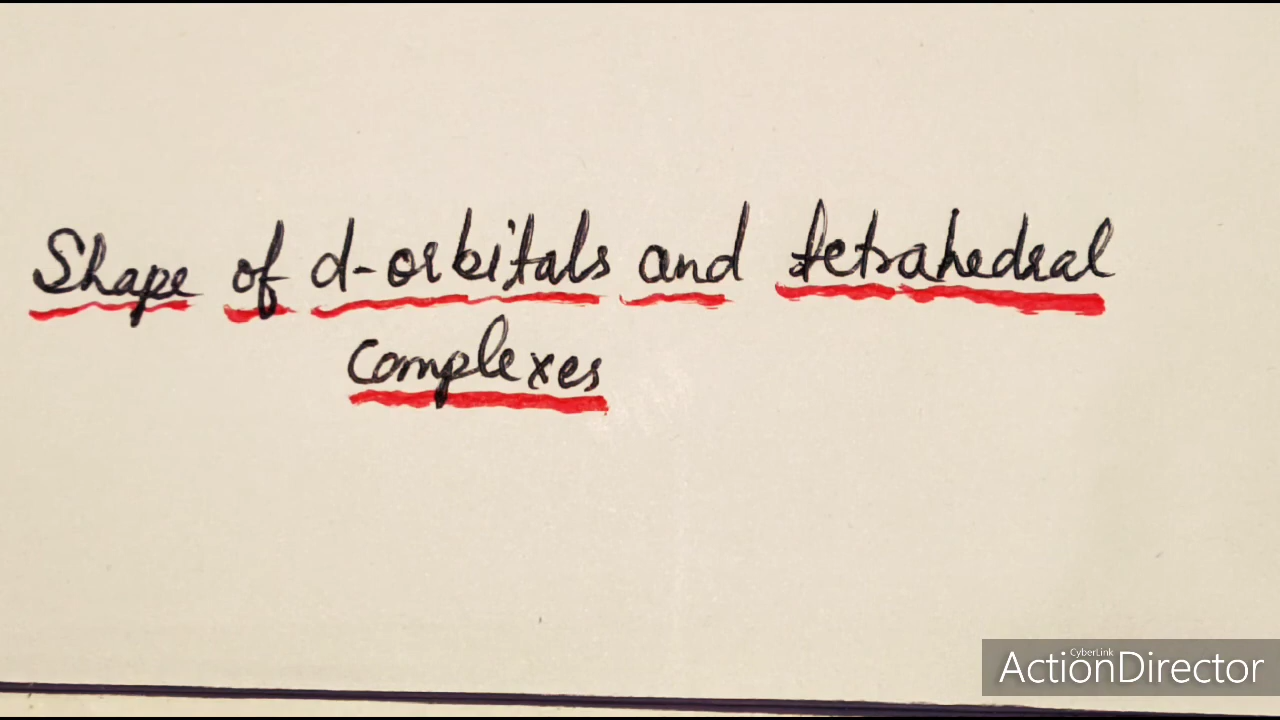 Shape of d-orbitals and tetrahedral
complexes
CyberLink
ActionDirector